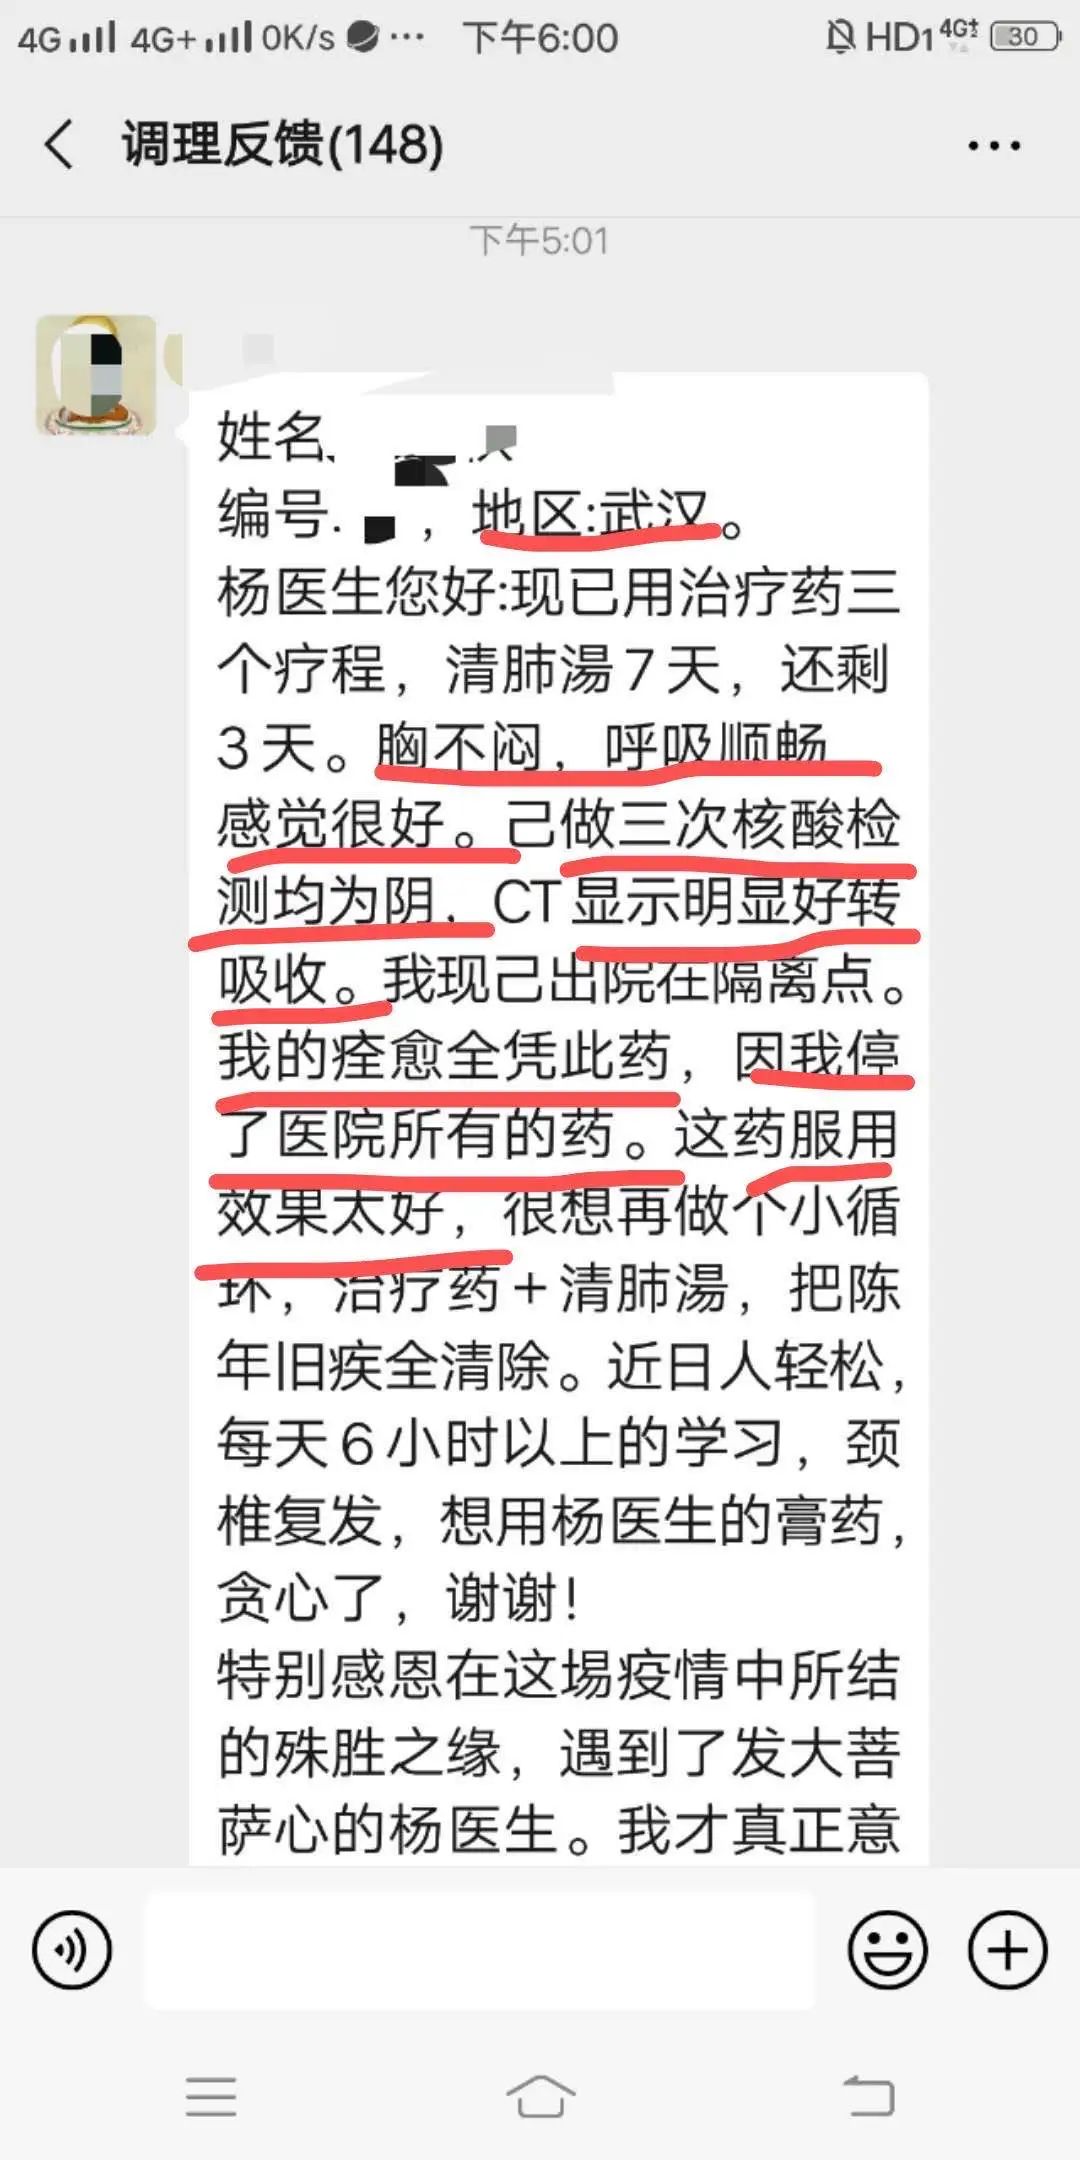 4G 4G+ 0K/s ... 下午6:00 HD1 4G± 30
调理反馈(148)
下午5:01
姓名
编号. ，地区:武汉。
杨医生您好:现已用治疗药三
个疗程，清肺湯7天，还剩
3天。胸不闷，呼吸顺畅
感觉很好。己做三次核酸检
测均为阴，CT显示明显好转
吸收。我现己出院在隔离点。
我的痊愈全凭此药，因我停
了医院所有的药。这药服用
效果太好，很想再做个小循
环，治疗药+清肺湯，把陈
年旧疾全清除。近日人轻松，
每天6小时以上的学习，颈
椎复发，想用杨医生的膏药，
贪心了，谢谢!
特别感恩在这场疫情中所结
的殊胜之缘，遇到了发大菩
萨心的杨医生。我才真正意